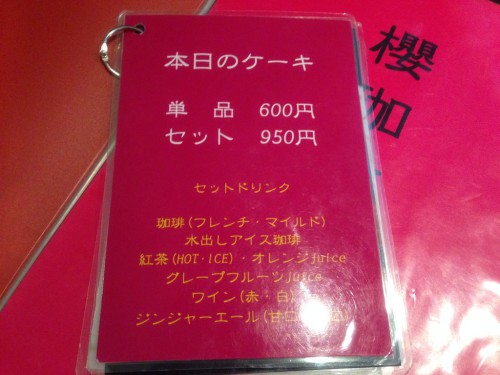 本日のケーキ
単品 600円
セット 950円
セットドリンク
珈琲(フレンチ・マイルド)
水出しアイス珈琲
紅茶(HOT・ICE)・オレンジjuice
グレープフルーツjuice
ワイン(赤・白)
ジンジャーエール(甘口
櫻
珈